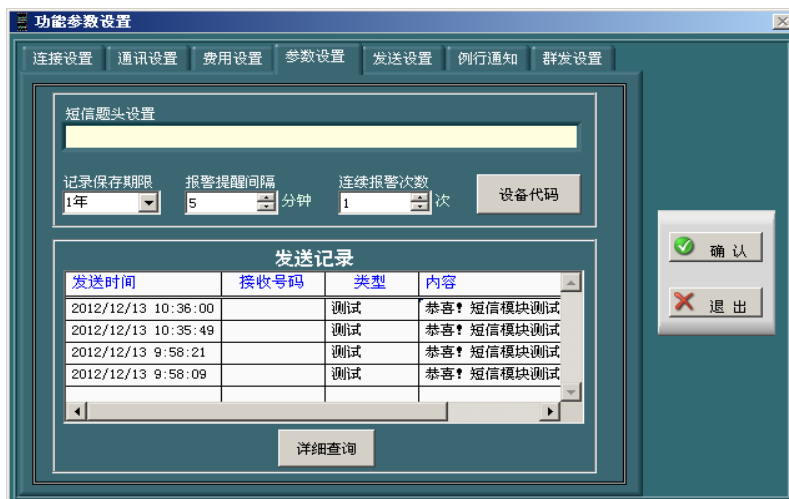 功能参数设置
连接设置 通讯设置 费用设置 参数设置 发送设置 例行通知 群发设置
短信题头设置
记录保存期限 报警提醒间隔 连续报警次数
1年 5 分钟 1 次 设备代码
发送记录
发送时间 接收号码 类型 内容
2012/12/13 10:36:00 测试 恭喜! 短信模块测试
2012/12/13 10:35:49 测试 恭喜! 短信模块测试
2012/12/13 9:58:21 测试 恭喜! 短信模块测试
2012/12/13 9:58:09 测试 恭喜! 短信模块测试
详细查询
确认
退出